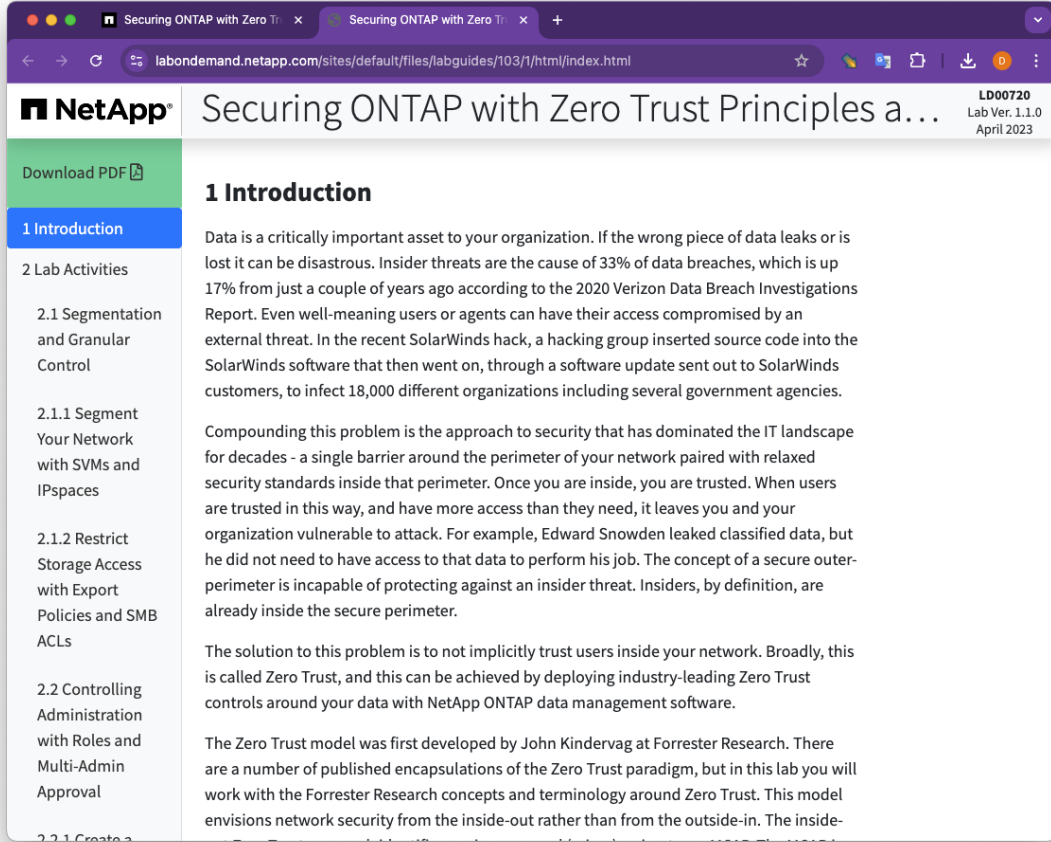 Securing ONTAP with Zero Tr
Securing ONTAP with Zero Tr
labondemand.netapp.com/sites/default/files/labguides/103/1/html/index.html
D
NetApp
Securing ONTAP with Zero Trust Principles a...
LD00720
Lab Ver. 1.1.0
April 2023
Download PDF
1 Introduction
2 Lab Activities
2.1 Segmentation
and Granular
Control
2.1.1 Segment
Your Network
with SVMs and
IPspaces
2.1.2 Restrict
Storage Access
with Export
Policies and SMB
ACLs
2.2 Controlling
Administration
with Roles and
Multi-Admin
Approval
2.2.1 Create a
1 Introduction
Data is a critically important asset to your organization. If the wrong piece of data leaks or is
lost it can be disastrous. Insider threats are the cause of 33% of data breaches, which is up
17% from just a couple of years ago according to the 2020 Verizon Data Breach Investigations
Report. Even well-meaning users or agents can have their access compromised by an
external threat. In the recent SolarWinds hack, a hacking group inserted source code into the
SolarWinds software that then went on, through a software update sent out to SolarWinds
customers, to infect 18,000 different organizations including several government agencies.
Compounding this problem is the approach to security that has dominated the IT landscape
for decades - a single barrier around the perimeter of your network paired with relaxed
security standards inside that perimeter. Once you are inside, you are trusted. When users
are trusted in this way, and have more access than they need, it leaves you and your
organization vulnerable to attack. For example, Edward Snowden leaked classified data, but
he did not need to have access to that data to perform his job. The concept of a secure outer-
perimeter is incapable of protecting against an insider threat. Insiders, by definition, are
already inside the secure perimeter.
The solution to this problem is to not implicitly trust users inside your network. Broadly, this
is called Zero Trust, and this can be achieved by deploying industry-leading Zero Trust
controls around your data with NetApp ONTAP data management software.
The Zero Trust model was first developed by John Kindervag at Forrester Research. There
are a number of published encapsulations of the Zero Trust paradigm, but in this lab you will
work with the Forrester Research concepts and terminology around Zero Trust. This model
envisions network security from the inside-out rather than from the outside-in. The inside-